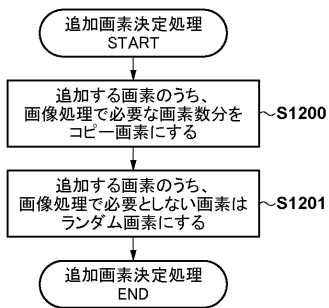 追加画素決定処理
START
追加する画素のうち、
画像処理で必要な画素数分を
コピー画素にする
S1200
追加する画素のうち、
画像処理で必要としない画素は
ランダム画素にする
S1201
追加画素決定処理
END